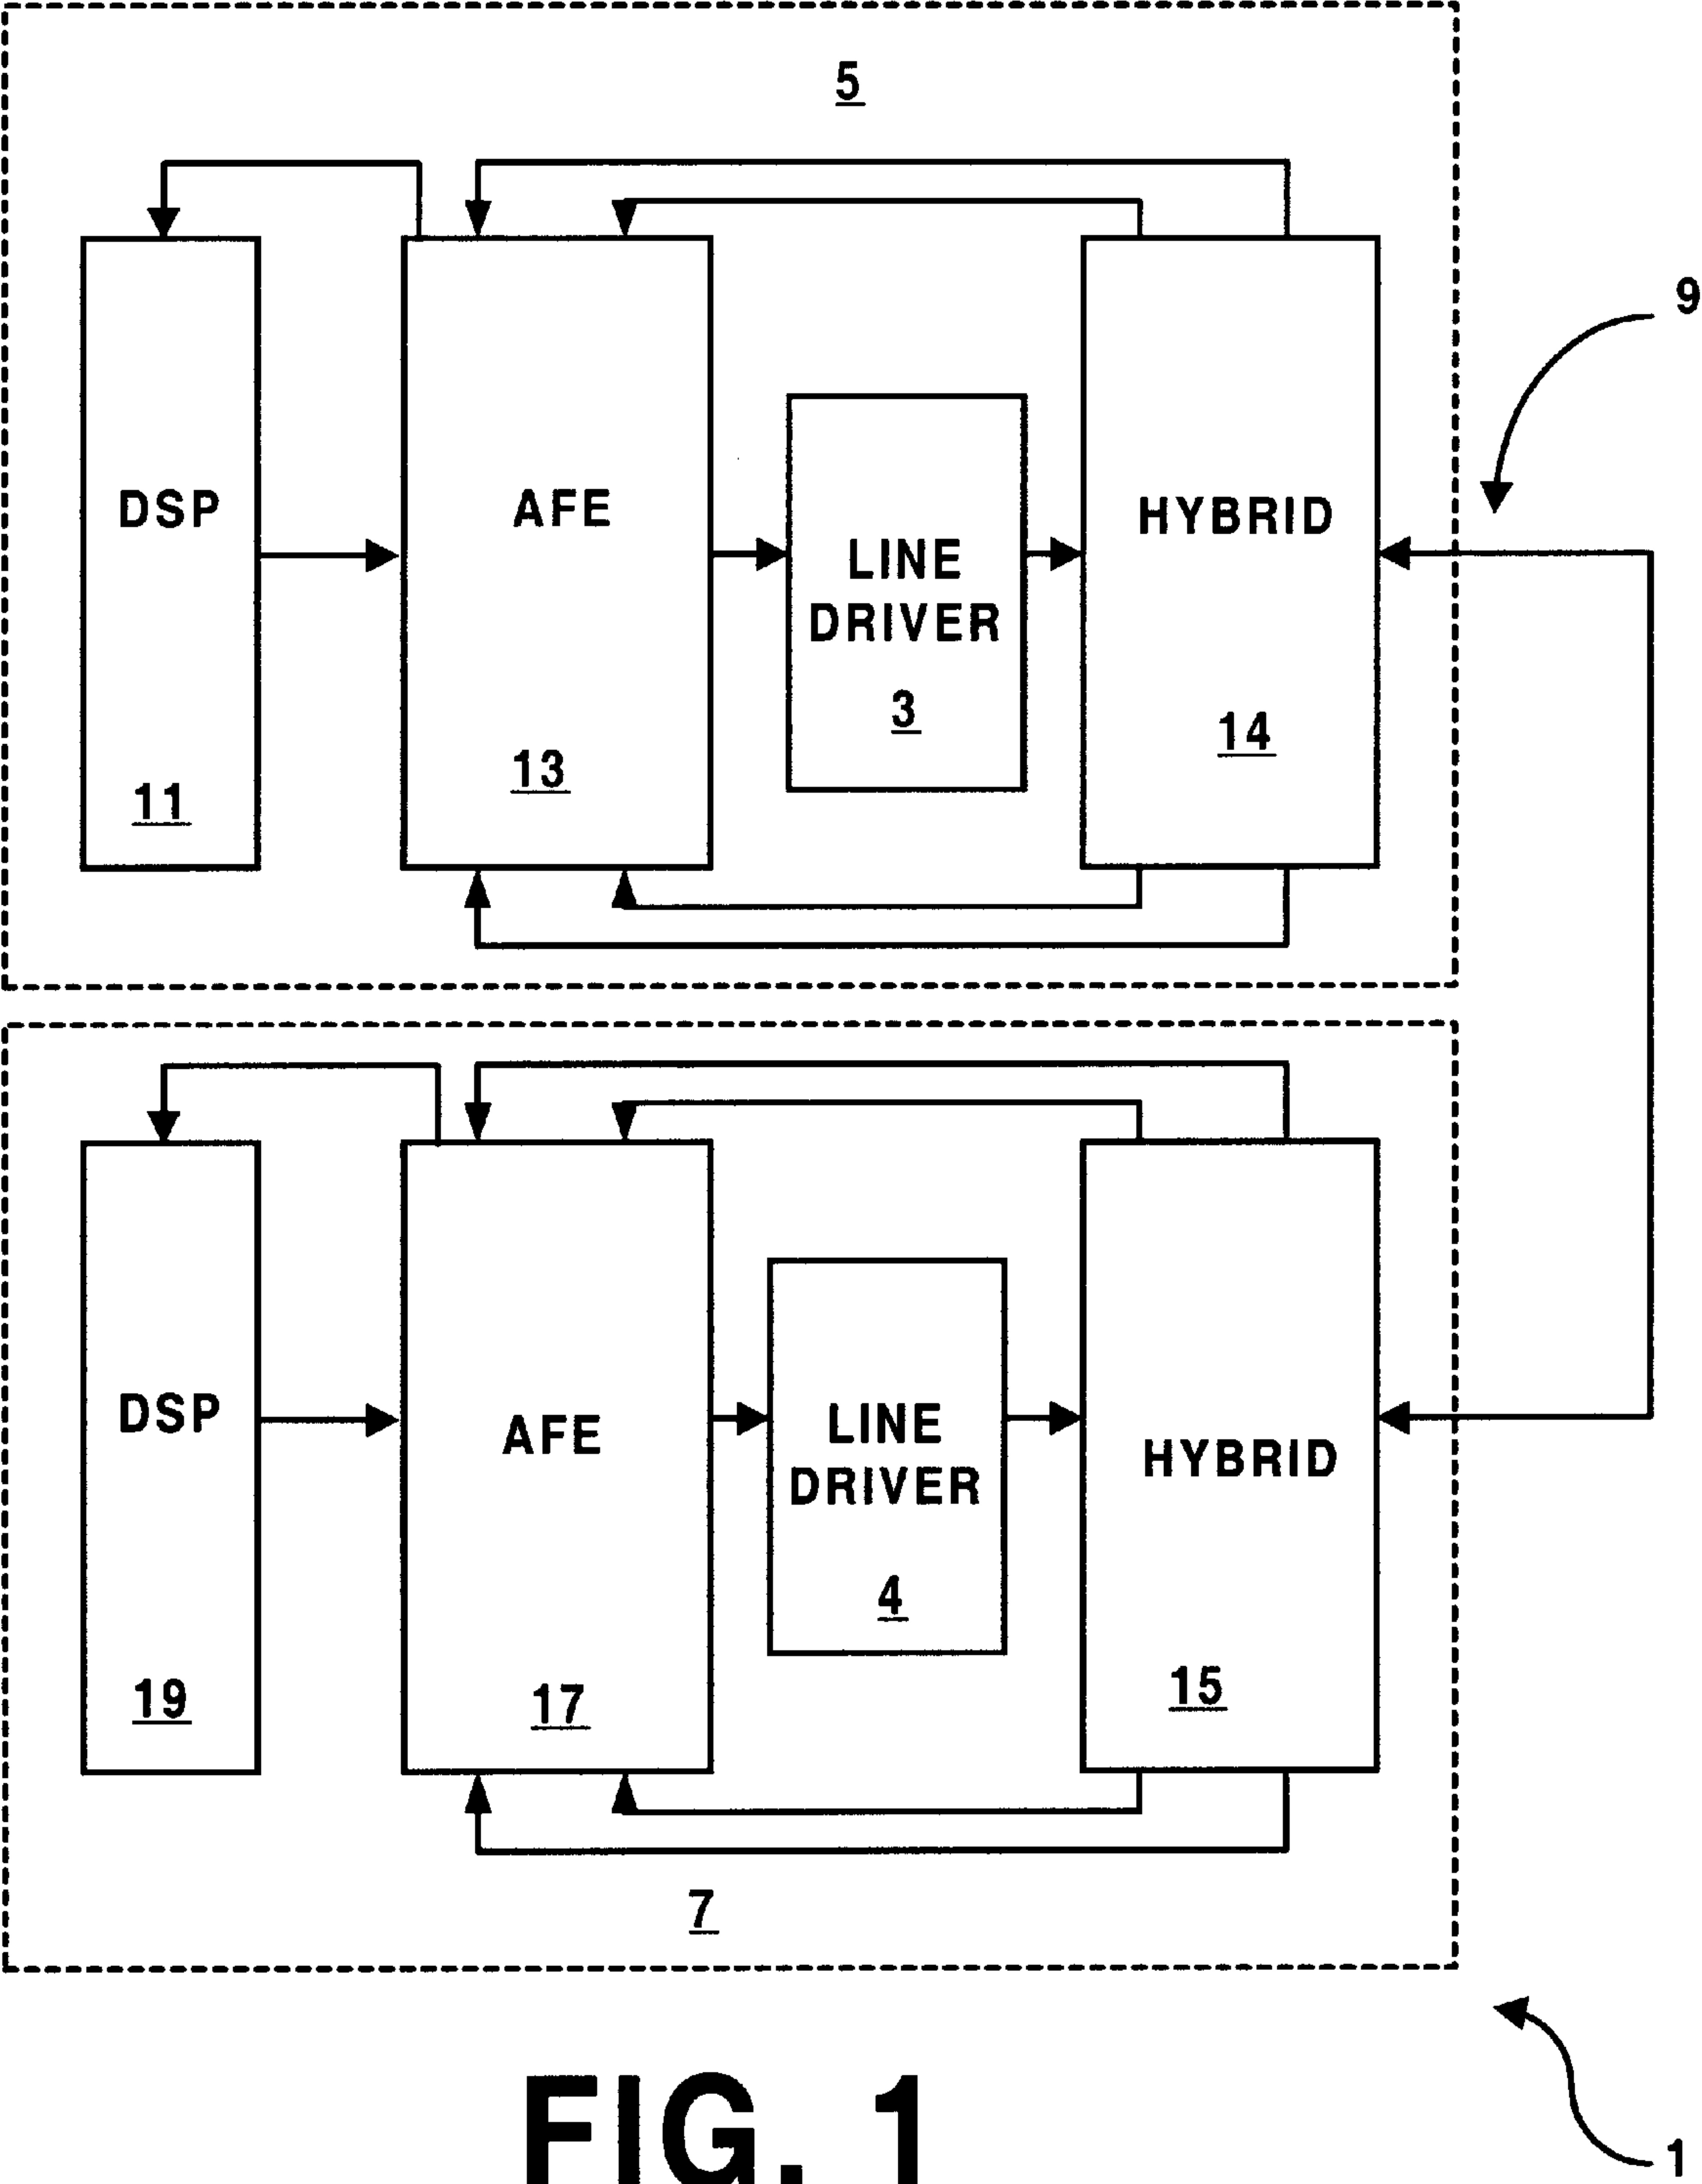 5
9
DSP
AFE
HYBRID
LINE
DRIVER
3
14
13
11
DSP
AFE
LINE
DRIVER
HYBRID
4
15
19
17
7
FIG. 1
1